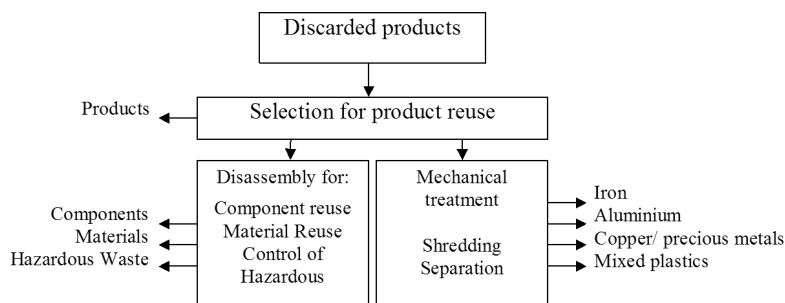 Discarded products
Products
Selection for product reuse
Disassembly for:
Component reuse
Material Reuse
Control of
Hazardous
Components
Materials
Hazardous Waste
Mechanical
treatment
Shredding
Separation
Iron
Aluminium
Copper/ precious metals
Mixed plastics